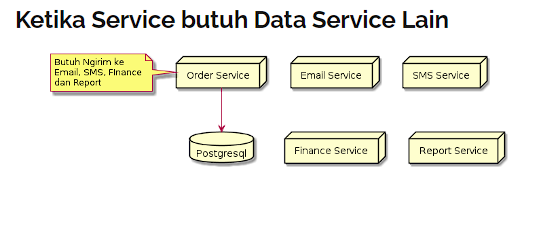 Ketika Service butuh Data Service Lain
Butuh Ngirim ke
Email, SMS, FInance
dan Report
Order Service
Email Service
SMS Service
Postgresql
Finance Service
Report Service